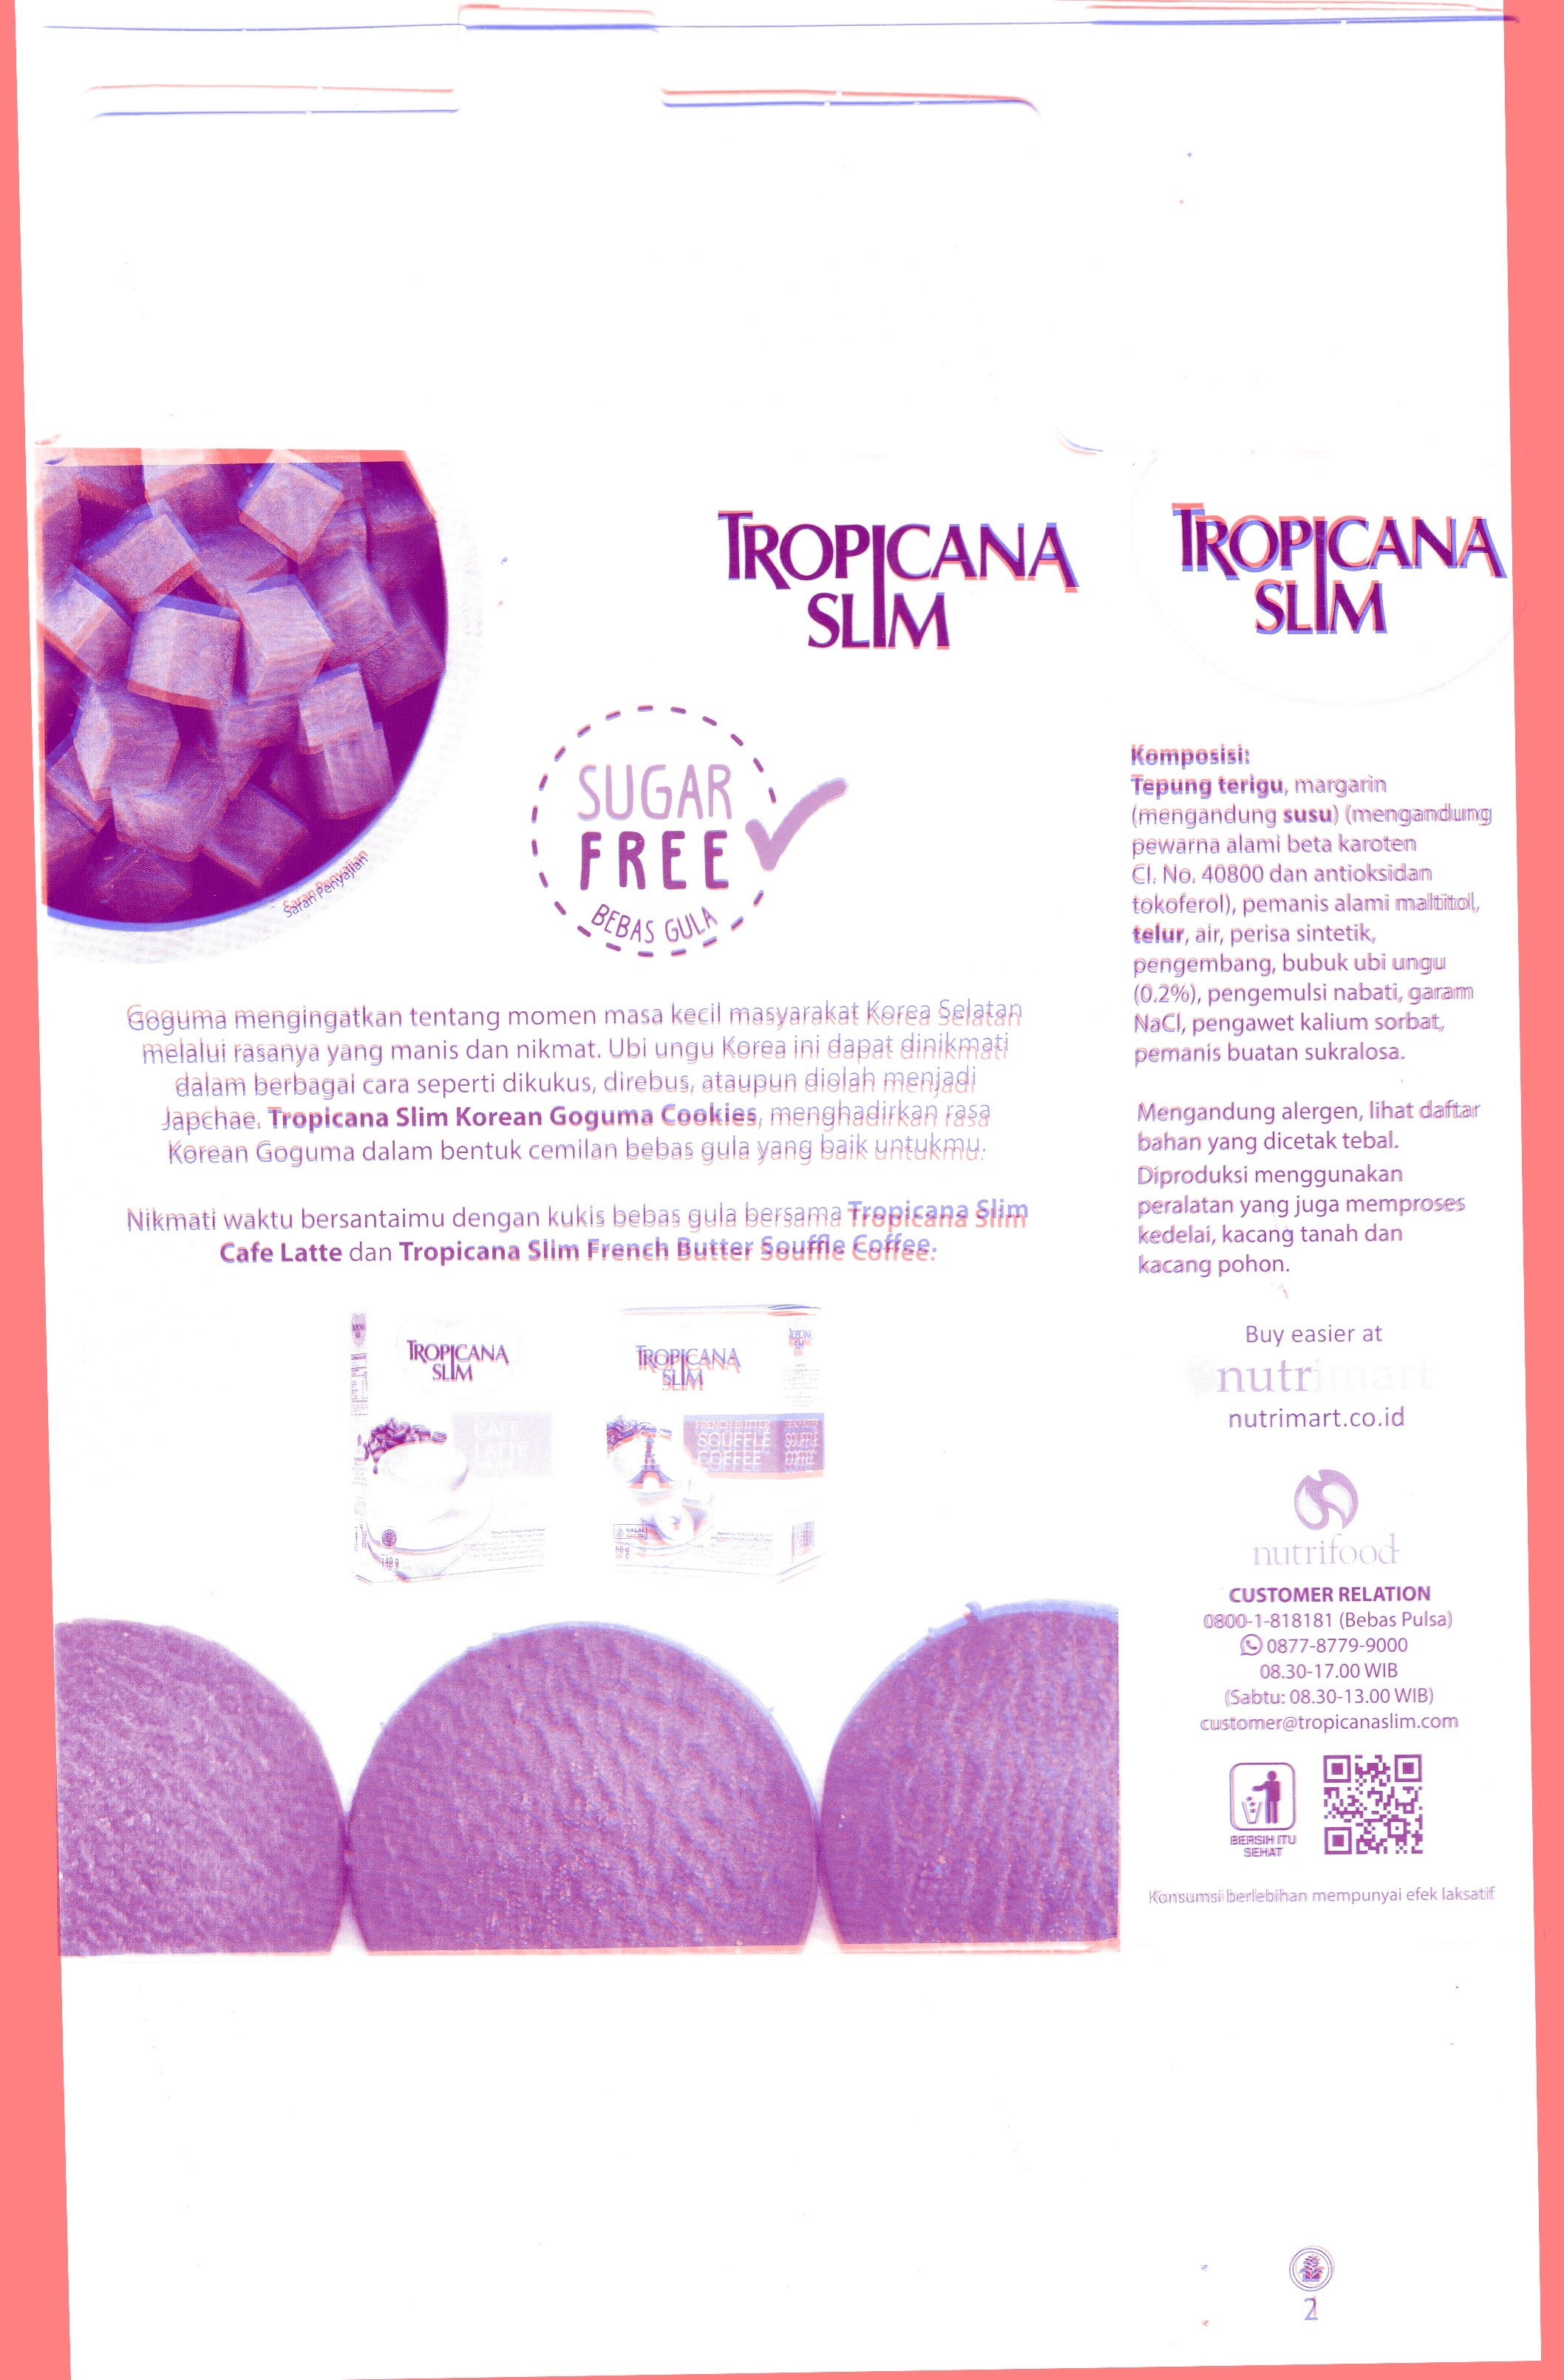 TROPICANA
SLIM
SUGAR
FREE
BEBAS GULA
Saran Penyajian
Goguma mengingatkan tentang momen masa kecil masyarakat Korea Selatan
melalui rasanya yang manis dan nikmat. Ubi ungu Korea ini dapat dinikmati
dalam berbagai cara seperti dikukus, direbus, ataupun diolah menjadi
Japchae. Tropicana Slim Korean Goguma Cookies, menghadirkan rasa
Korean Goguma dalam bentuk cemilan bebas gula yang baik untukmu.
Nikmati waktu bersantaimu dengan kukis bebas gula bersama Tropicana Slim
Cafe Latte dan Tropicana Slim French Butter Souffle Coffee.
TROPICANA
SLIM
CAFE
LATTE
140 g
TROPICANA
SLIM
FRENCH BUTTER
SOUFFLE
COFFEE
HALAL
60 g
TROPICANA
SLIM
Komposisi:
Tepung terigu, margarin
(mengandung susu) (mengandung
pewarna alami beta karoten
CI. No. 40800 dan antioksidan
tokoferol), pemanis alami maltitol,
telur, air, perisa sintetik,
pengembang, bubuk ubi ungu
(0.2%), pengemulsi nabati, garam
NaCl, pengawet kalium sorbat,
pemanis buatan sukralosa.
Mengandung alergen, lihat daftar
bahan yang dicetak tebal.
Diproduksi menggunakan
peralatan yang juga memproses
kedelai, kacang tanah dan
kacang pohon.
Buy easier at
nutrimart
nutrimart.co.id
nutrifood
CUSTOMER RELATION
0800-1-818181 (Bebas Pulsa)
0877-8779-9000
08.30-17.00 WIB
(Sabtu: 08.30-13.00 WIB)
customer@tropicanaslim.com
BERSIH ITU
SEHAT
Konsumsi berlebihan mempunyai efek laksatif